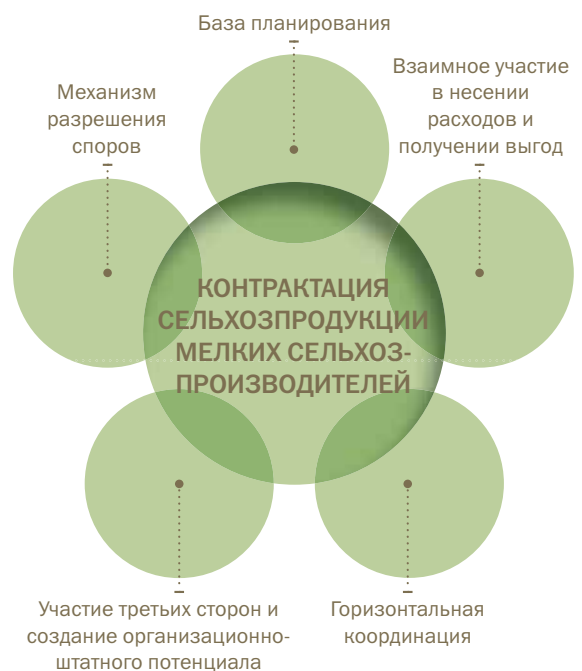 База планирования
Взаимное участие
в несении
расходов и
получении выгод
Механизм
разрешения
споров
КОНТРАКТАЦИЯ
СЕЛЬХОЗПРОДУКЦИИ
МЕЛКИХ СЕЛЬХОЗ-
ПРОИЗВОДИТЕЛЕЙ
Участие третьих сторон и
создание организационно-
штатного потенциала
Горизонтальная
координация